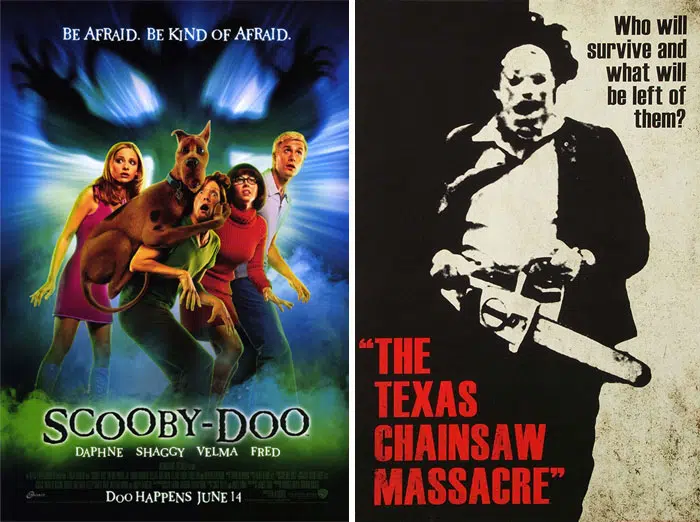 BE AFRAID. BE KIND OF AFRAID.
SCOOBY-DOO
DAPHNE SHAGGY VELMA FRED
DOO HAPPENS JUNE 14
Who will
survive and
what will
be left of
them?
“THE
TEXAS
CHAINSAW
MASSACRE”